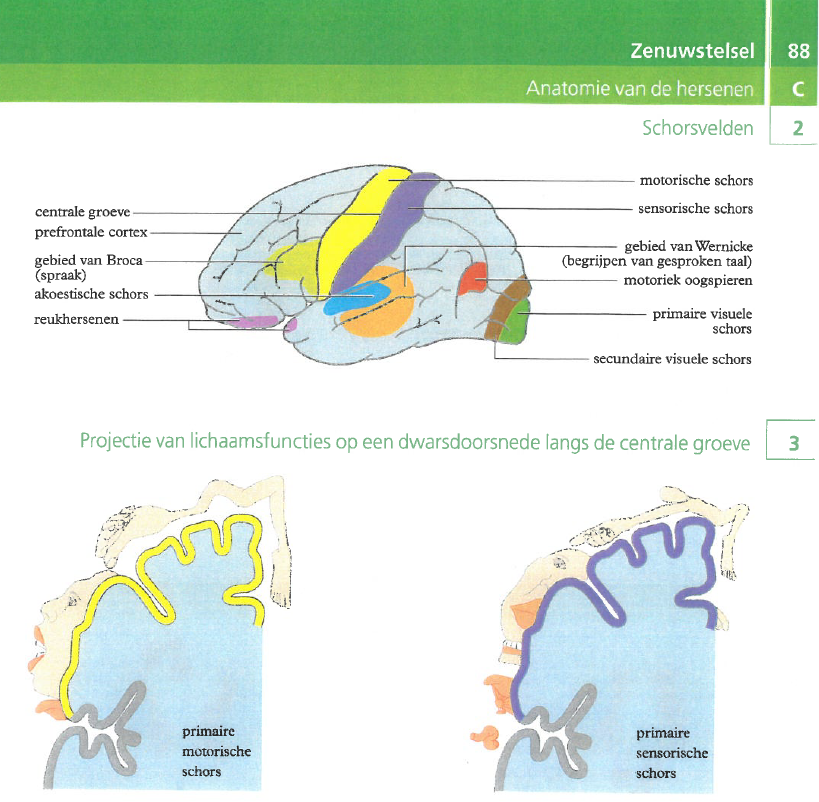 Zenuwstelsel 88
Anatomie van de hersenen C
Schorsvelden 2
motorische schors
sensorische schors
gebied van Wernicke
(begrijpen van gesproken taal)
motoriek oogspieren
primaire visuele
schors
secundaire visuele schors
centrale groeve
prefrontale cortex
gebied van Broca
(spraak)
akoestische schors
reukhersenen
Projectie van lichaamsfuncties op een dwarsdoorsnede langs de centrale groeve 3
primaire
motorische
schors
primaire
sensorische
schors